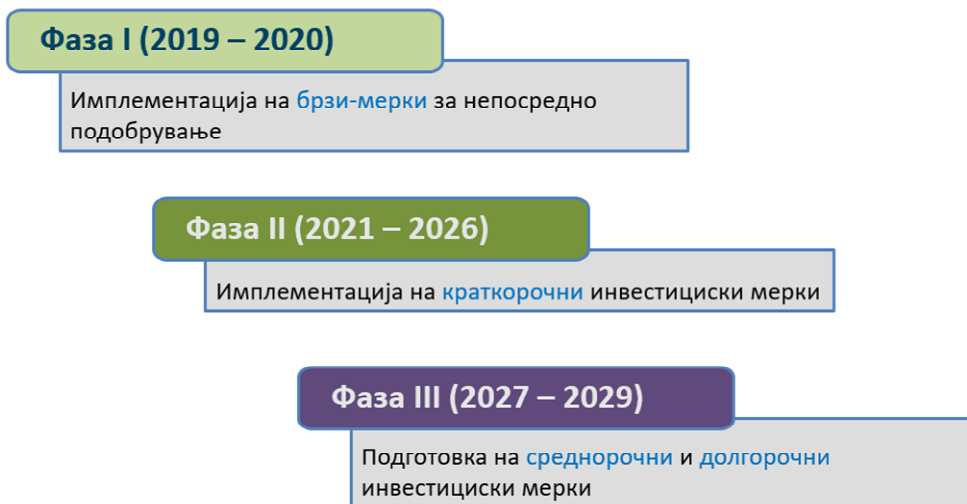 Фаза I (2019 – 2020)
Имплементација на брзи-мерки за непосредно
подобрување
Фаза II (2021 – 2026)
Имплементација на краткорочни инвестициски мерки
Фаза III (2027 – 2029)
Подготовка на среднорочни и долгорочни
инвестициски мерки